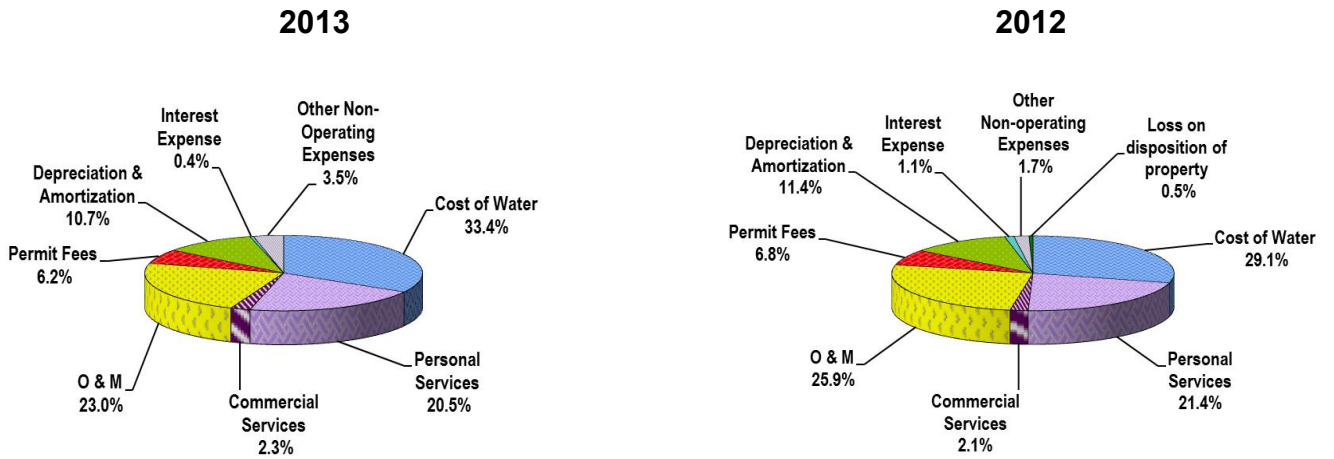 2013
Interest
Expense
0.4%
Other Non-
Operating
Expenses
3.5%
Depreciation &
Amortization
10.7%
Cost of Water
33.4%
Permit Fees
6.2%
O & M
23.0%
Commercial
Services
2.3%
Personal
Services
20.5%
2012
Other
Non-operating
Expenses
1.7%
Interest
Expense
1.1%
Loss on
disposition of
property
0.5%
Depreciation &
Amortization
11.4%
Permit Fees
6.8%
Cost of Water
29.1%
O & M
25.9%
Commercial
Services
2.1%
Personal
Services
21.4%